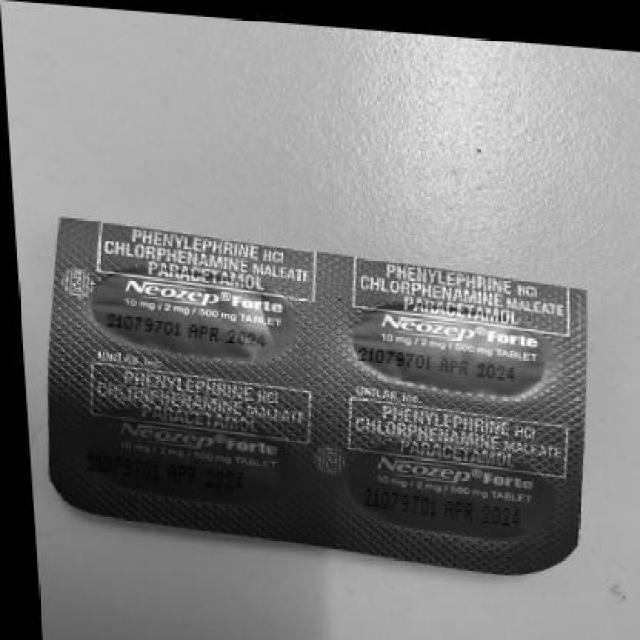 PHENYLEPHRINE HCl
CHLORPHENAMINE MALEATE
PARACETAMOL
Neozep® Forte
10 mg / 2 mg / 500 mg TABLET
21079701 APR 2024
PHENYLEPHRINE HCl
CHLORPHENAMINE MALEATE
PARACETAMOL
Neozep® Forte
10 mg / 2 mg / 500 mg TABLET
21079701 APR 2024
UNILAB, Inc.
PHENYLEPHRINE HCl
CHLORPHENAMINE MALEATE
PARACETAMOL
Neozep® Forte
10 mg / 2 mg / 500 mg TABLET
21079701 APR 2024
UNILAB, Inc.
PHENYLEPHRINE HCl
CHLORPHENAMINE MALEATE
PARACETAMOL
Neozep® Forte
10 mg / 2 mg / 500 mg TABLET
21079701 APR 2024